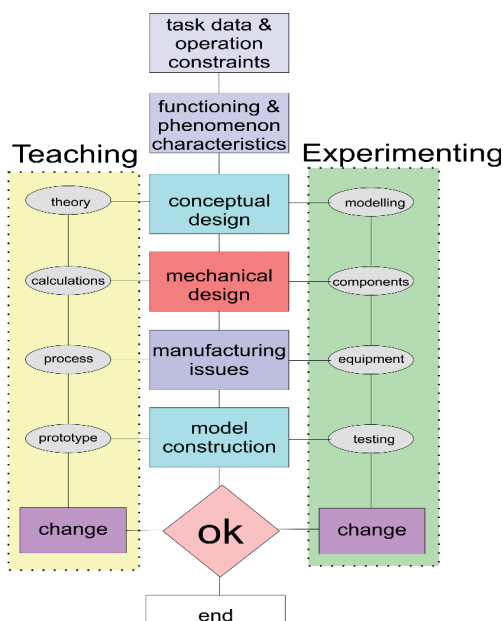 task data &
operation
constraints
functioning &
phenomenon
characteristics
Teaching
Experimenting
theory
conceptual
design
modelling
calculations
mechanical
design
components
process
manufacturing
issues
equipment
prototype
model
construction
testing
change
ok
change
end